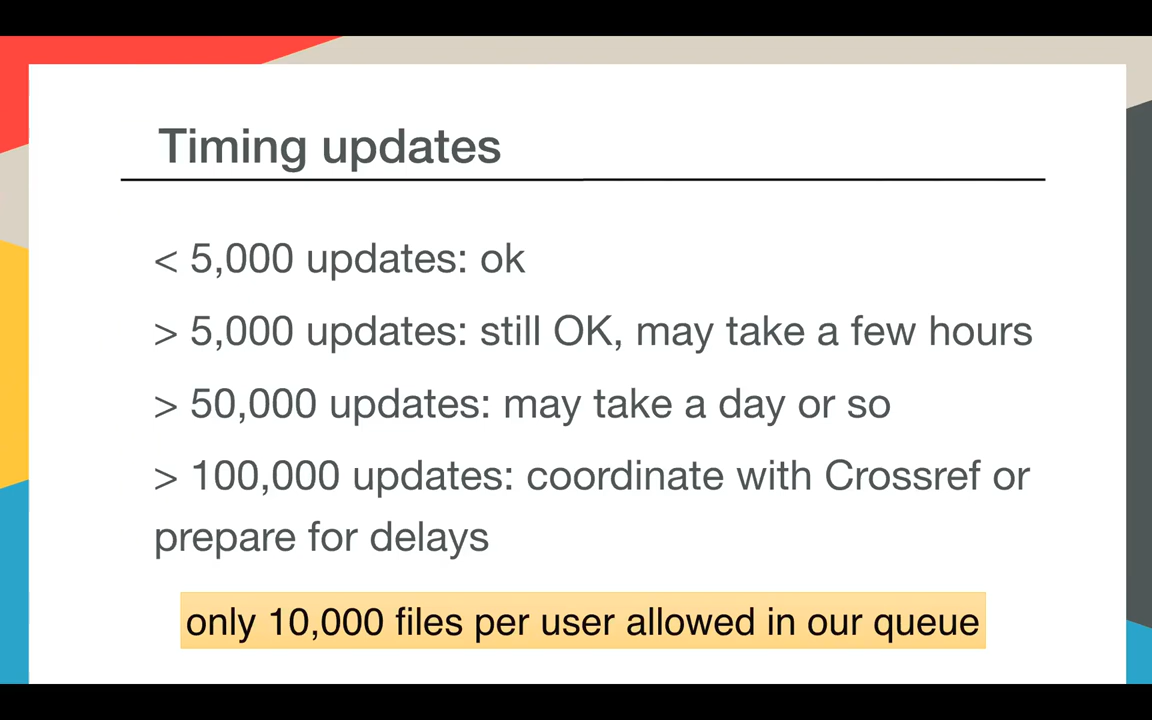 Timing updates
< 5,000 updates: ok
> 5,000 updates: still OK, may take a few hours
> 50,000 updates: may take a day or so
> 100,000 updates: coordinate with Crossref or
prepare for delays
only 10,000 files per user allowed in our queue